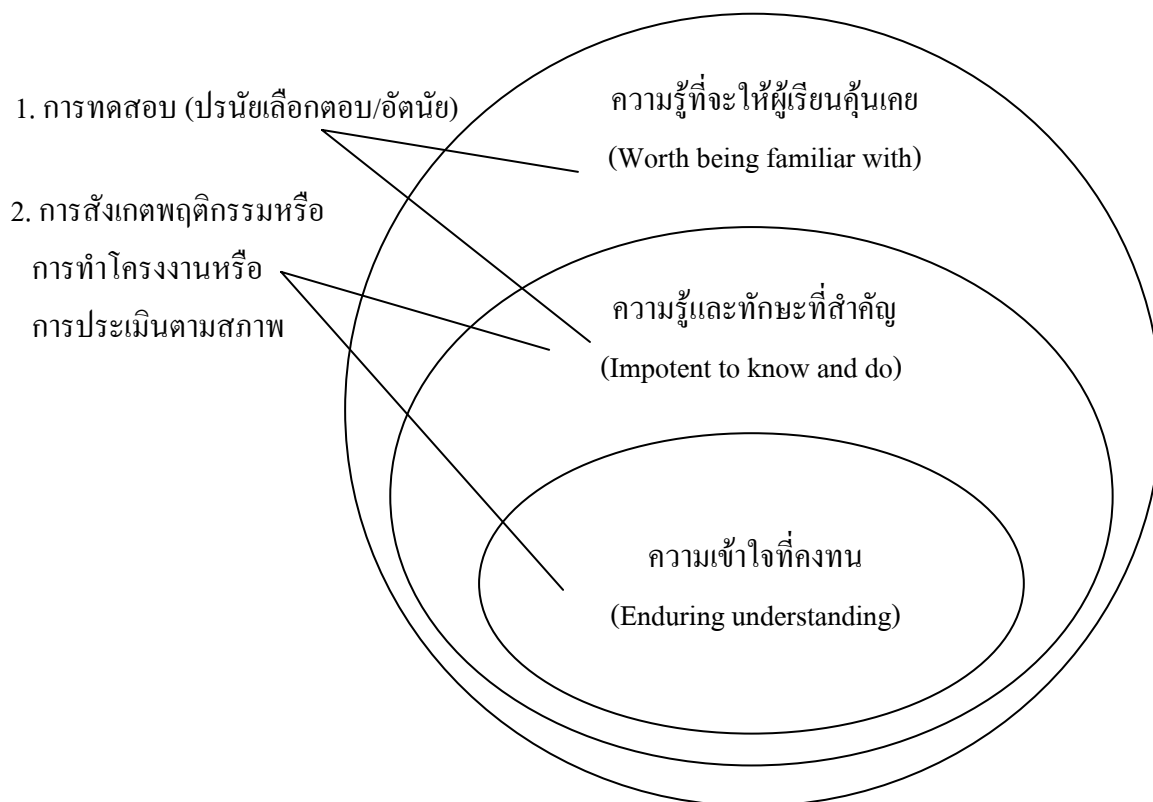 1. การทดสอบ (ปรนัยเลือกตอบ/อัตนัย)
2. การสังเกตพฤติกรรมหรือ
การทำโครงงานหรือ
การประเมินตามสภาพ
ความรู้ที่จะให้ผู้เรียนคุ้นเคย
(Worth being familiar with)
ความรู้และทักษะที่สำคัญ
(Impotent to know and do)
ความเข้าใจที่คงทน
(Enduring understanding)